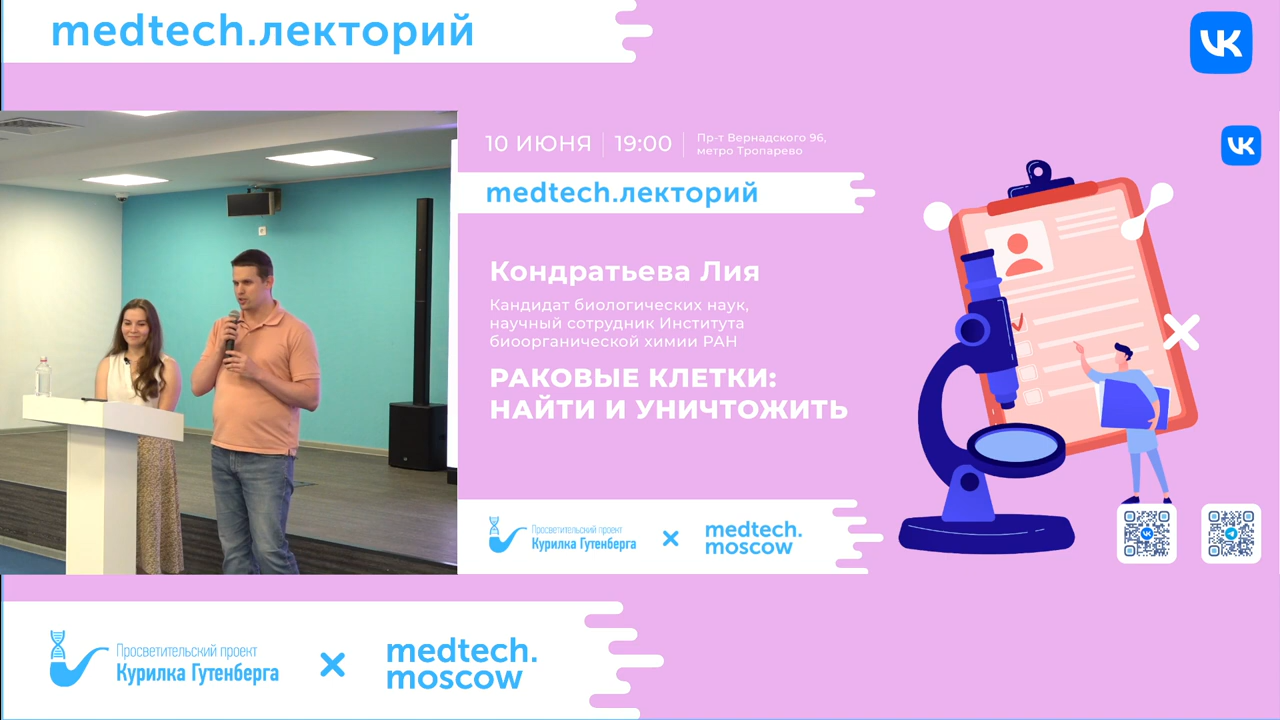 medtech.лекторий
VK
10 ИЮНЯ
19:00
Пр-т Вернадского 96,
метро Тропарево
VK
medtech.лекторий
Кондратьева Лия
Кандидат биологических наук,
научный сотрудник Института
биоорганической химии РАН
РАКОВЫЕ КЛЕТКИ:
НАЙТИ И УНИЧТОЖИТЬ
Просветительский проект
Курилка Гутенберга
medtech.
moscow
Просветительский проект
Курилка Гутенберга
medtech.
moscow